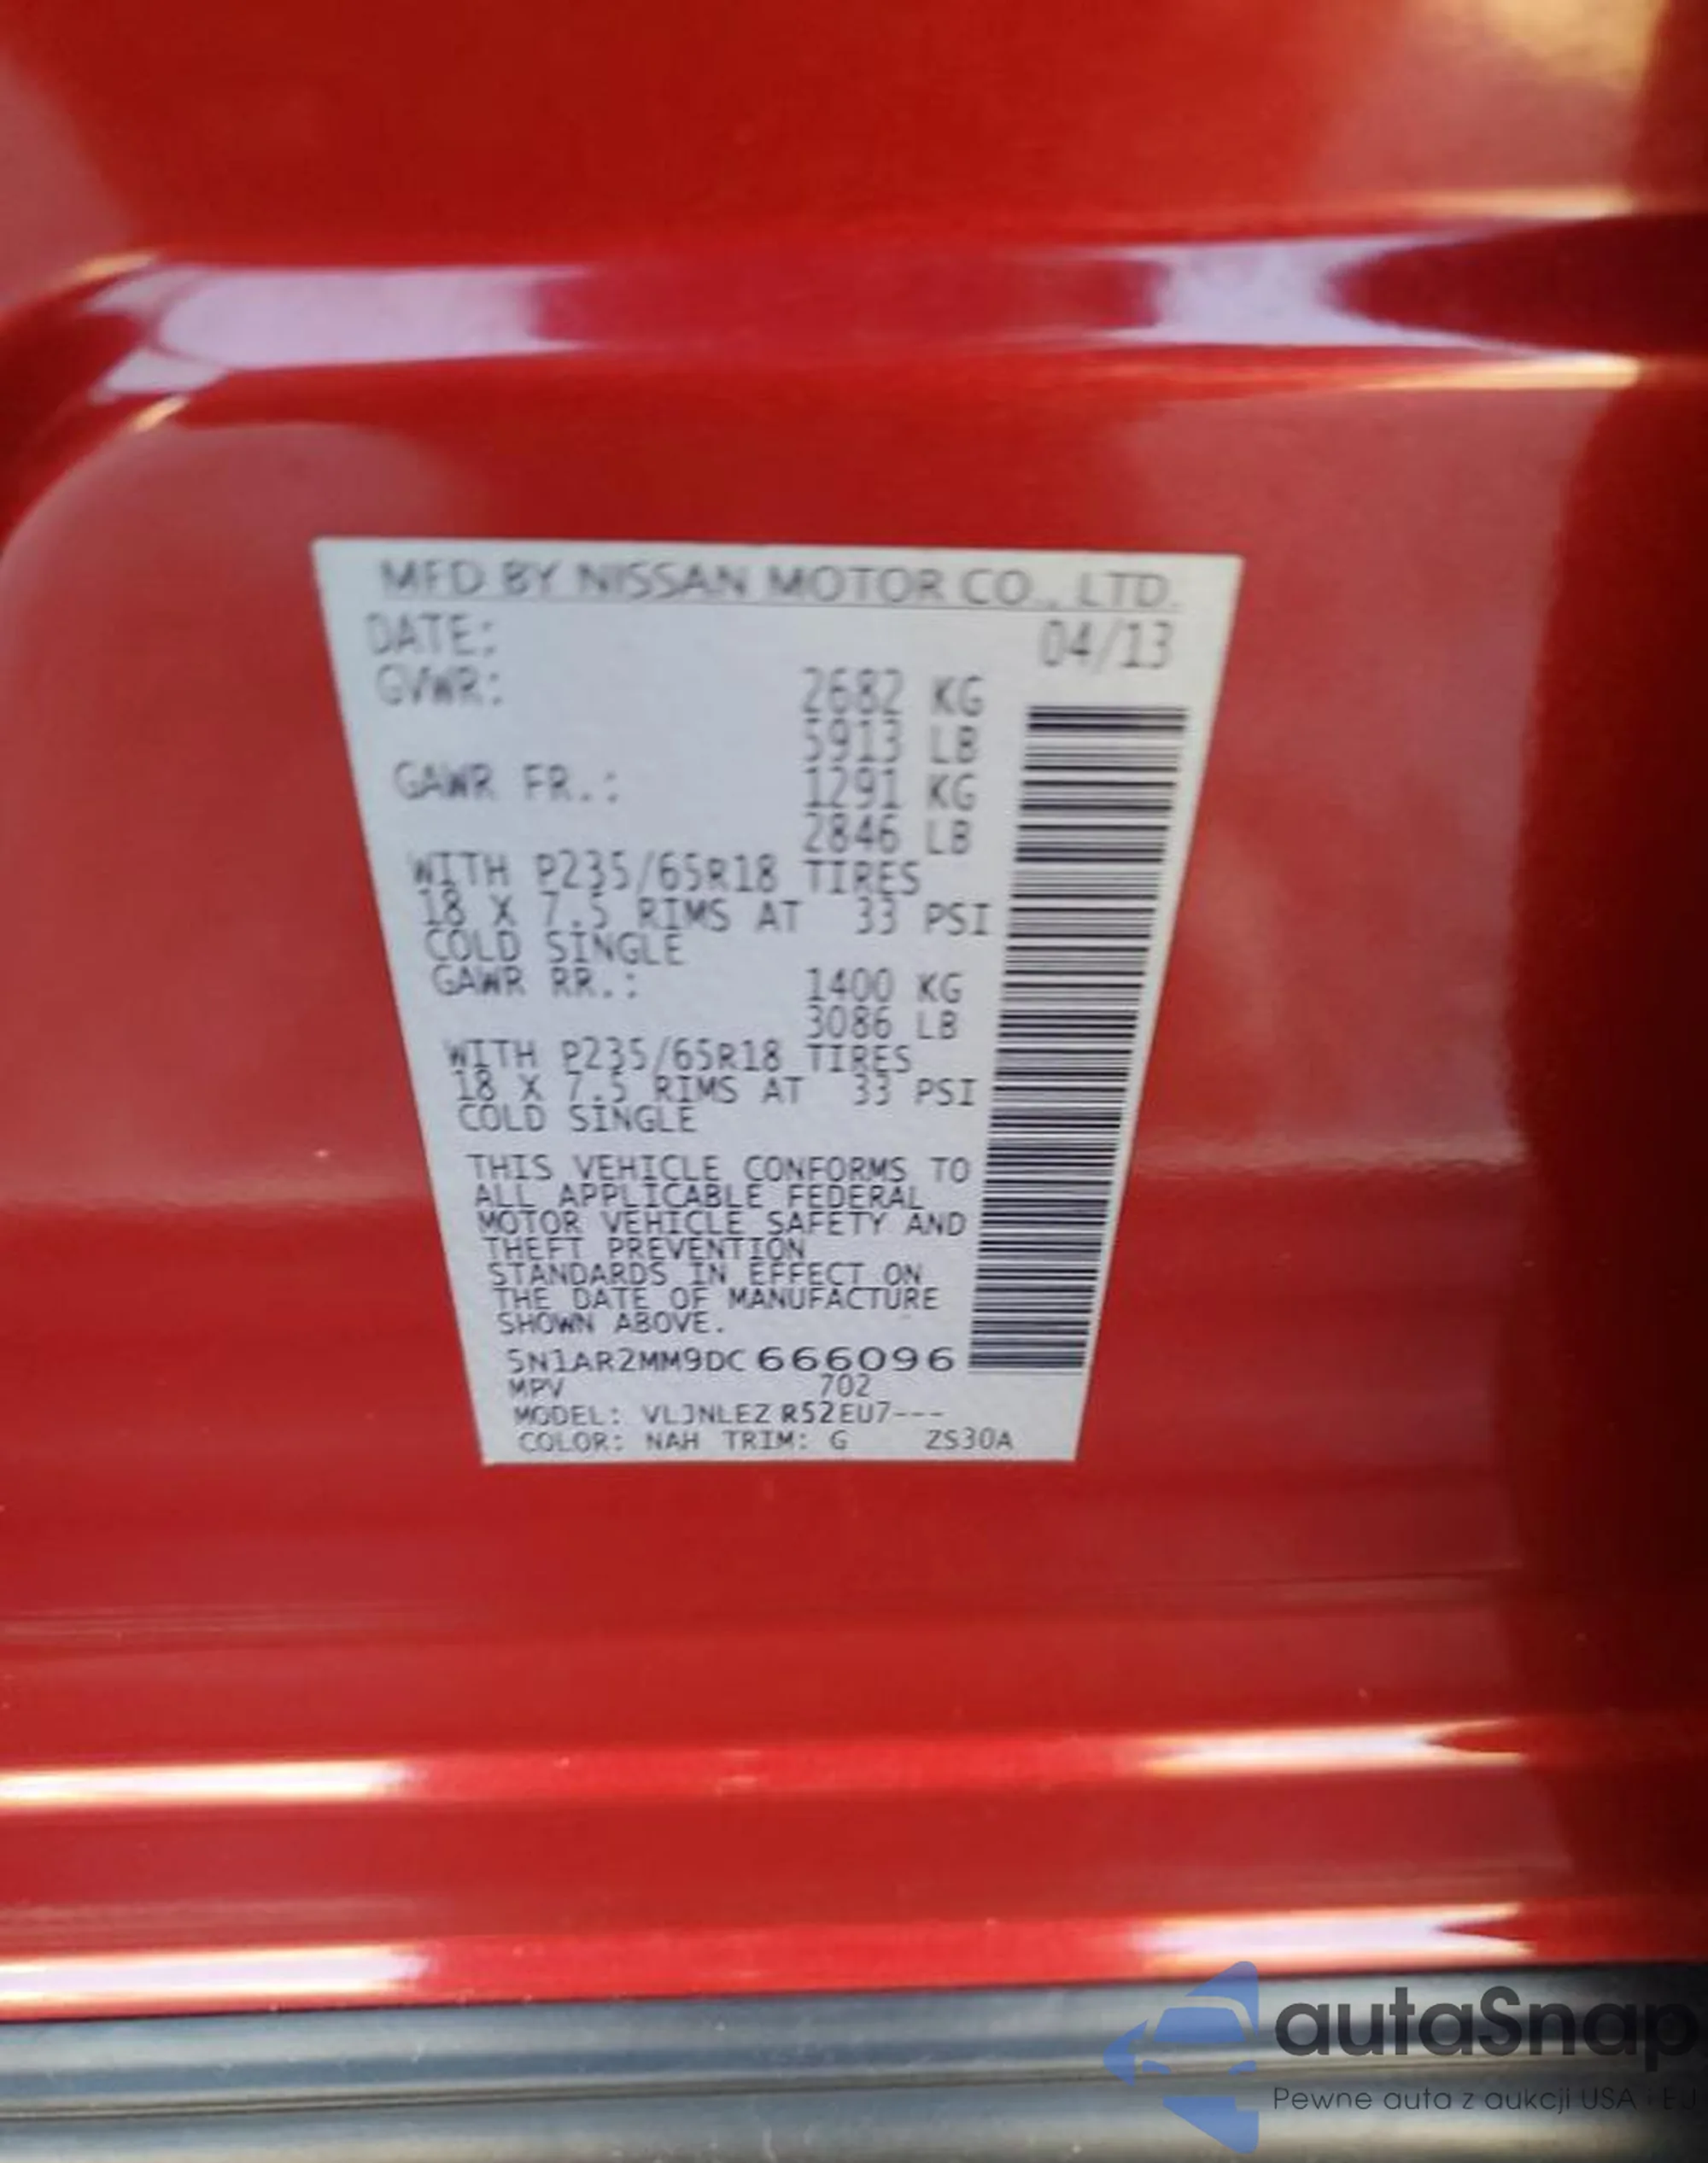 MFD BY NISSAN MOTOR CO., LTD.
DATE: 04/13
GVWR: 2682 KG
5913 LB
GAWR FR.: 1291 KG
2846 LB
WITH P235/65R18 TIRES
18 X 7.5 RIMS AT 33 PSI
COLD SINGLE
GAWR RR.: 1400 KG
3086 LB
WITH P235/65R18 TIRES
18 X 7.5 RIMS AT 33 PSI
COLD SINGLE
THIS VEHICLE CONFORMS TO
ALL APPLICABLE FEDERAL
MOTOR VEHICLE SAFETY AND
THEFT PREVENTION
STANDARDS IN EFFECT ON
THE DATE OF MANUFACTURE
SHOWN ABOVE.
5N1AR2MM9DC666096
MPV 702
MODEL: VLJNLEZ R52EU7---
COLOR: NAH TRIM: G ZS30A
autaSnap
Pewne auta z aukcji USA - EU